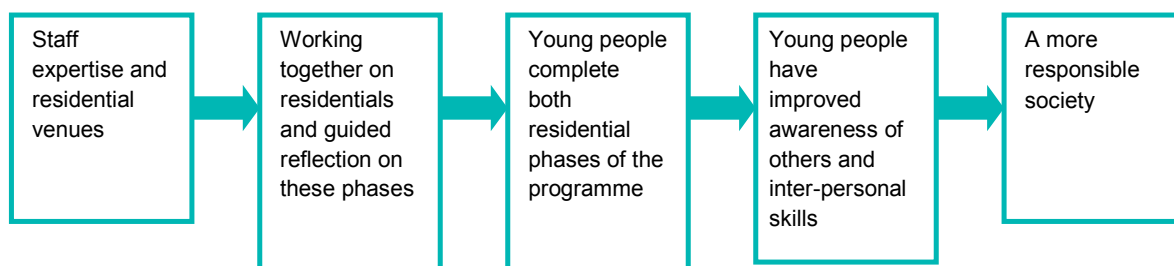 Staff
expertise and
residential
venues
Working
together on
residentials
and guided
reflection on
these phases
Young people
complete
both
residential
phases of the
programme
Young people
have
improved
awareness of
others and
inter-personal
skills
A more
responsible
society